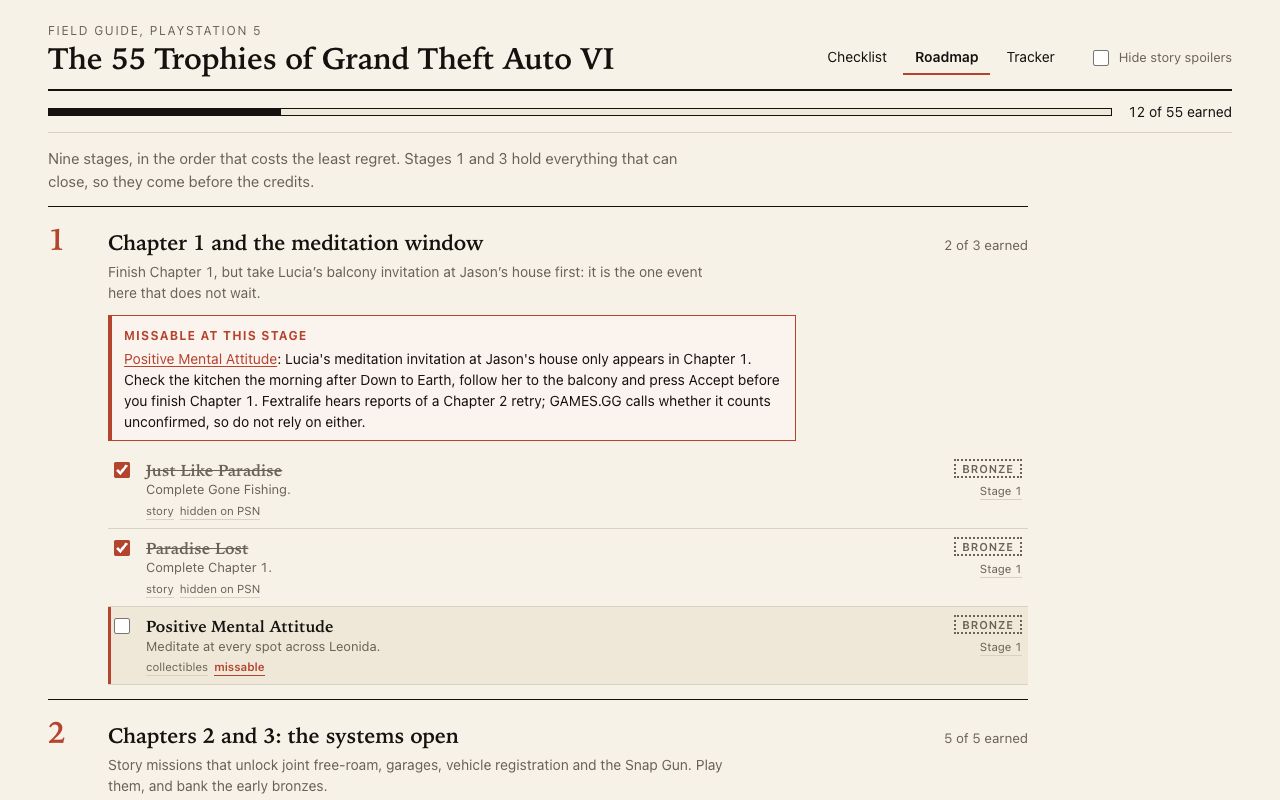 FIELD GUIDE, PLAYSTATION 5
The 55 Trophies of Grand Theft Auto VI
Checklist
Roadmap
Tracker
Hide story spoilers
12 of 55 earned
Nine stages, in the order that costs the least regret. Stages 1 and 3 hold everything that can
close, so they come before the credits.
1
Chapter 1 and the meditation window
2 of 3 earned
Finish Chapter 1, but take Lucia’s balcony invitation at Jason’s house first: it is the one event
here that does not wait.
MISSABLE AT THIS STAGE
Positive Mental Attitude: Lucia's meditation invitation at Jason's house only appears in Chapter 1.
Check the kitchen the morning after Down to Earth, follow her to the balcony and press Accept before
you finish Chapter 1. Fextralife hears reports of a Chapter 2 retry; GAMES.GG calls whether it counts
unconfirmed, so do not rely on either.
Just Like Paradise
BRONZE
Complete Gone Fishing.
Stage 1
story hidden on PSN
Paradise Lost
BRONZE
Complete Chapter 1.
Stage 1
story hidden on PSN
Positive Mental Attitude
BRONZE
Meditate at every spot across Leonida.
Stage 1
collectibles missable
2
Chapters 2 and 3: the systems open
5 of 5 earned
Story missions that unlock joint free-roam, garages, vehicle registration and the Snap Gun. Play
them, and bank the early bronzes.